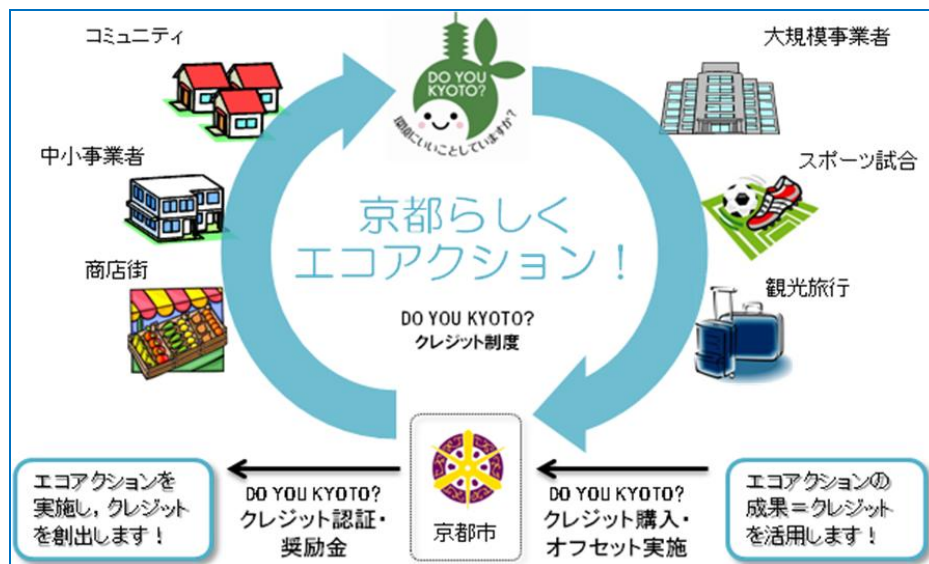 コミュニティ
大規模事業者
DO YOU
KYOTO?
環境にいいことしていますか?
中小事業者
スポーツ試合
京都らしく
エコアクション！
商店街
観光旅行
DO YOU KYOTO?
クレジット制度
エコアクションを
実施し，クレジット
を創出します！
DO YOU KYOTO?
クレジット認証・
奨励金
京都市
DO YOU KYOTO?
クレジット購入・
オフセット実施
エコアクションの
成果＝クレジット
を活用します！